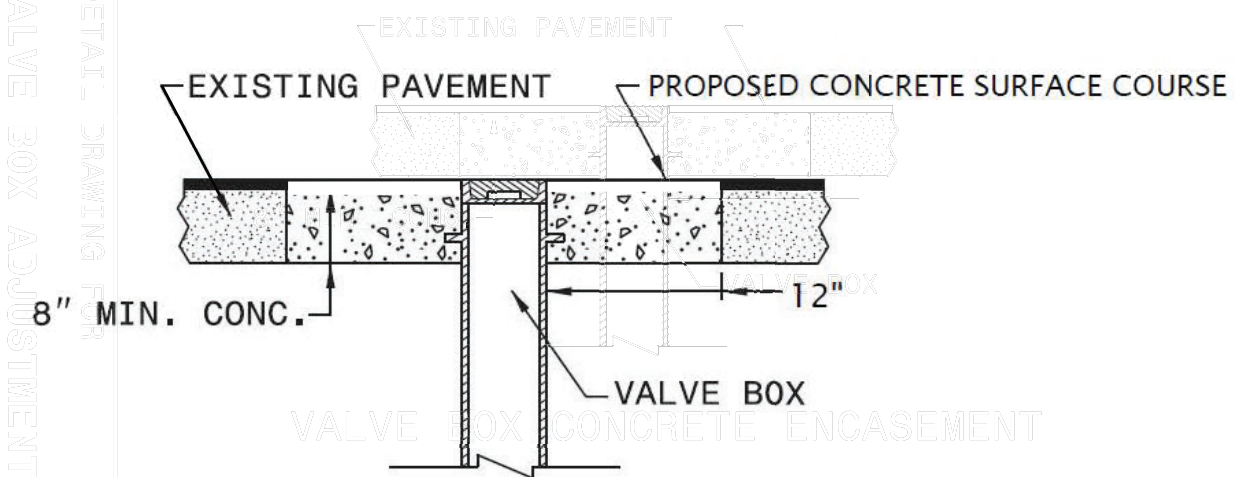 EXISTING PAVEMENT
EXISTING PAVEMENT
PROPOSED CONCRETE SURFACE COURSE
VALVE BOX
12"
8" MIN. CONC.
VALVE BOX
VALVE BOX CONCRETE ENCASEMENT
DETAIL DRAWING FOR
VALVE BOX ADJUSTMENT